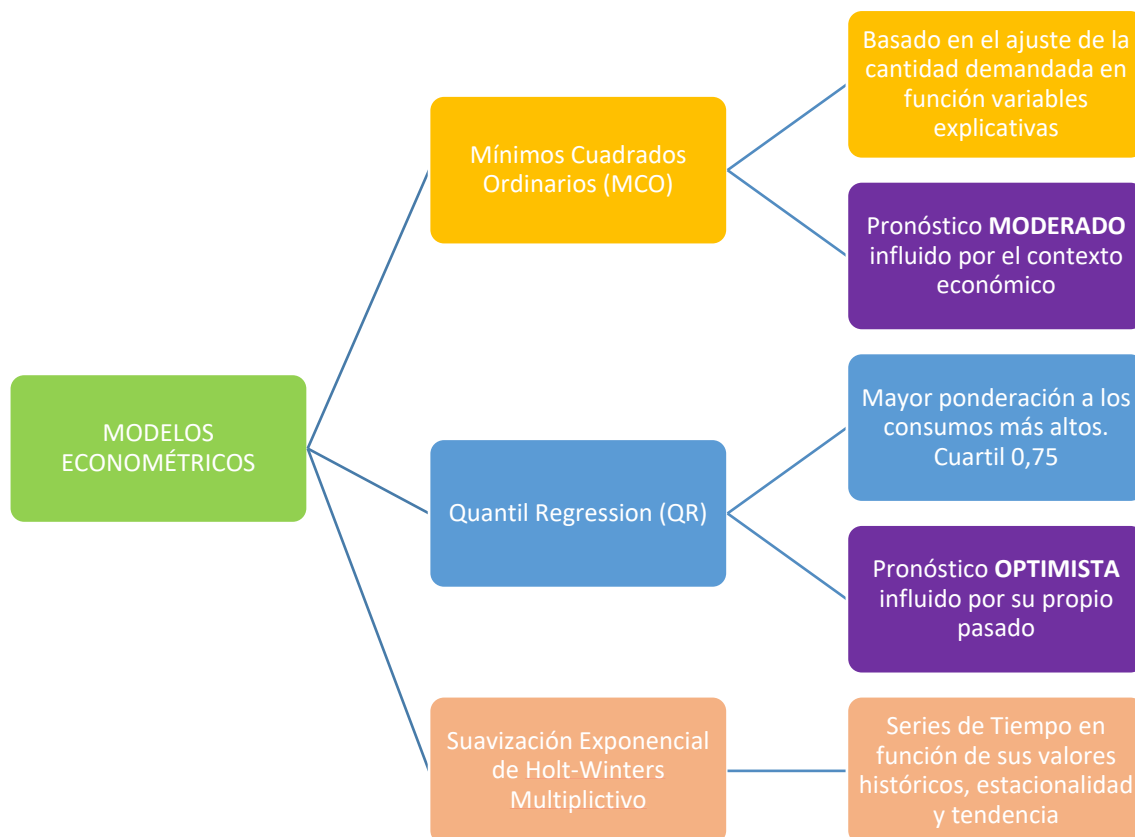 MODELOS
ECONOMÉTRICOS
Mínimos Cuadrados
Ordinarios (MCO)
Basado en el ajuste de la
cantidad demandada en
función variables
explicativas
Pronóstico MODERADO
influido por el contexto
económico
Quantil Regression (QR)
Mayor ponderación a los
consumos más altos.
Cuartil 0,75
Pronóstico OPTIMISTA
influido por su propio
pasado
Suavización Exponencial
de Holt-Winters
Multiplictivo
Series de Tiempo en
función de sus valores
históricos, estacionalidad
y tendencia